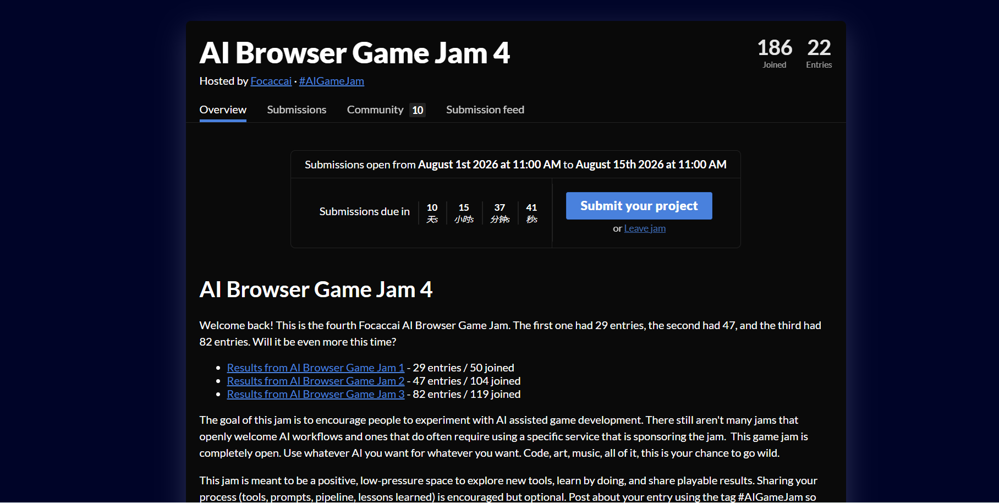 AI Browser Game Jam 4
186 22
Joined Entries
Hosted by Focaccai · #AIGameJam
Overview Submissions Community 10 Submission feed
Submissions open from August 1st 2026 at 11:00 AM to August 15th 2026 at 11:00 AM
Submissions due in
10 15 37 41
天s 小时s 分钟s 秒s
Submit your project
or Leave jam
AI Browser Game Jam 4
Welcome back! This is the fourth Focaccai AI Browser Game Jam. The first one had 29 entries, the second had 47, and the third had
82 entries. Will it be even more this time?
• Results from AI Browser Game Jam 1 - 29 entries / 50 joined
• Results from AI Browser Game Jam 2 - 47 entries / 104 joined
• Results from AI Browser Game Jam 3 - 82 entries / 119 joined
The goal of this jam is to encourage people to experiment with AI assisted game development. There still aren't many jams that
openly welcome AI workflows and ones that do often require using a specific service that is sponsoring the jam.  This game jam is
completely open. Use whatever AI you want for whatever you want. Code, art, music, all of it, this is your chance to go wild.
This jam is meant to be a positive, low-pressure space to explore new tools, learn by doing, and share playable results. Sharing your
process (tools, prompts, pipeline, lessons learned) is encouraged but optional. Post about your entry using the tag #AIGameJam so